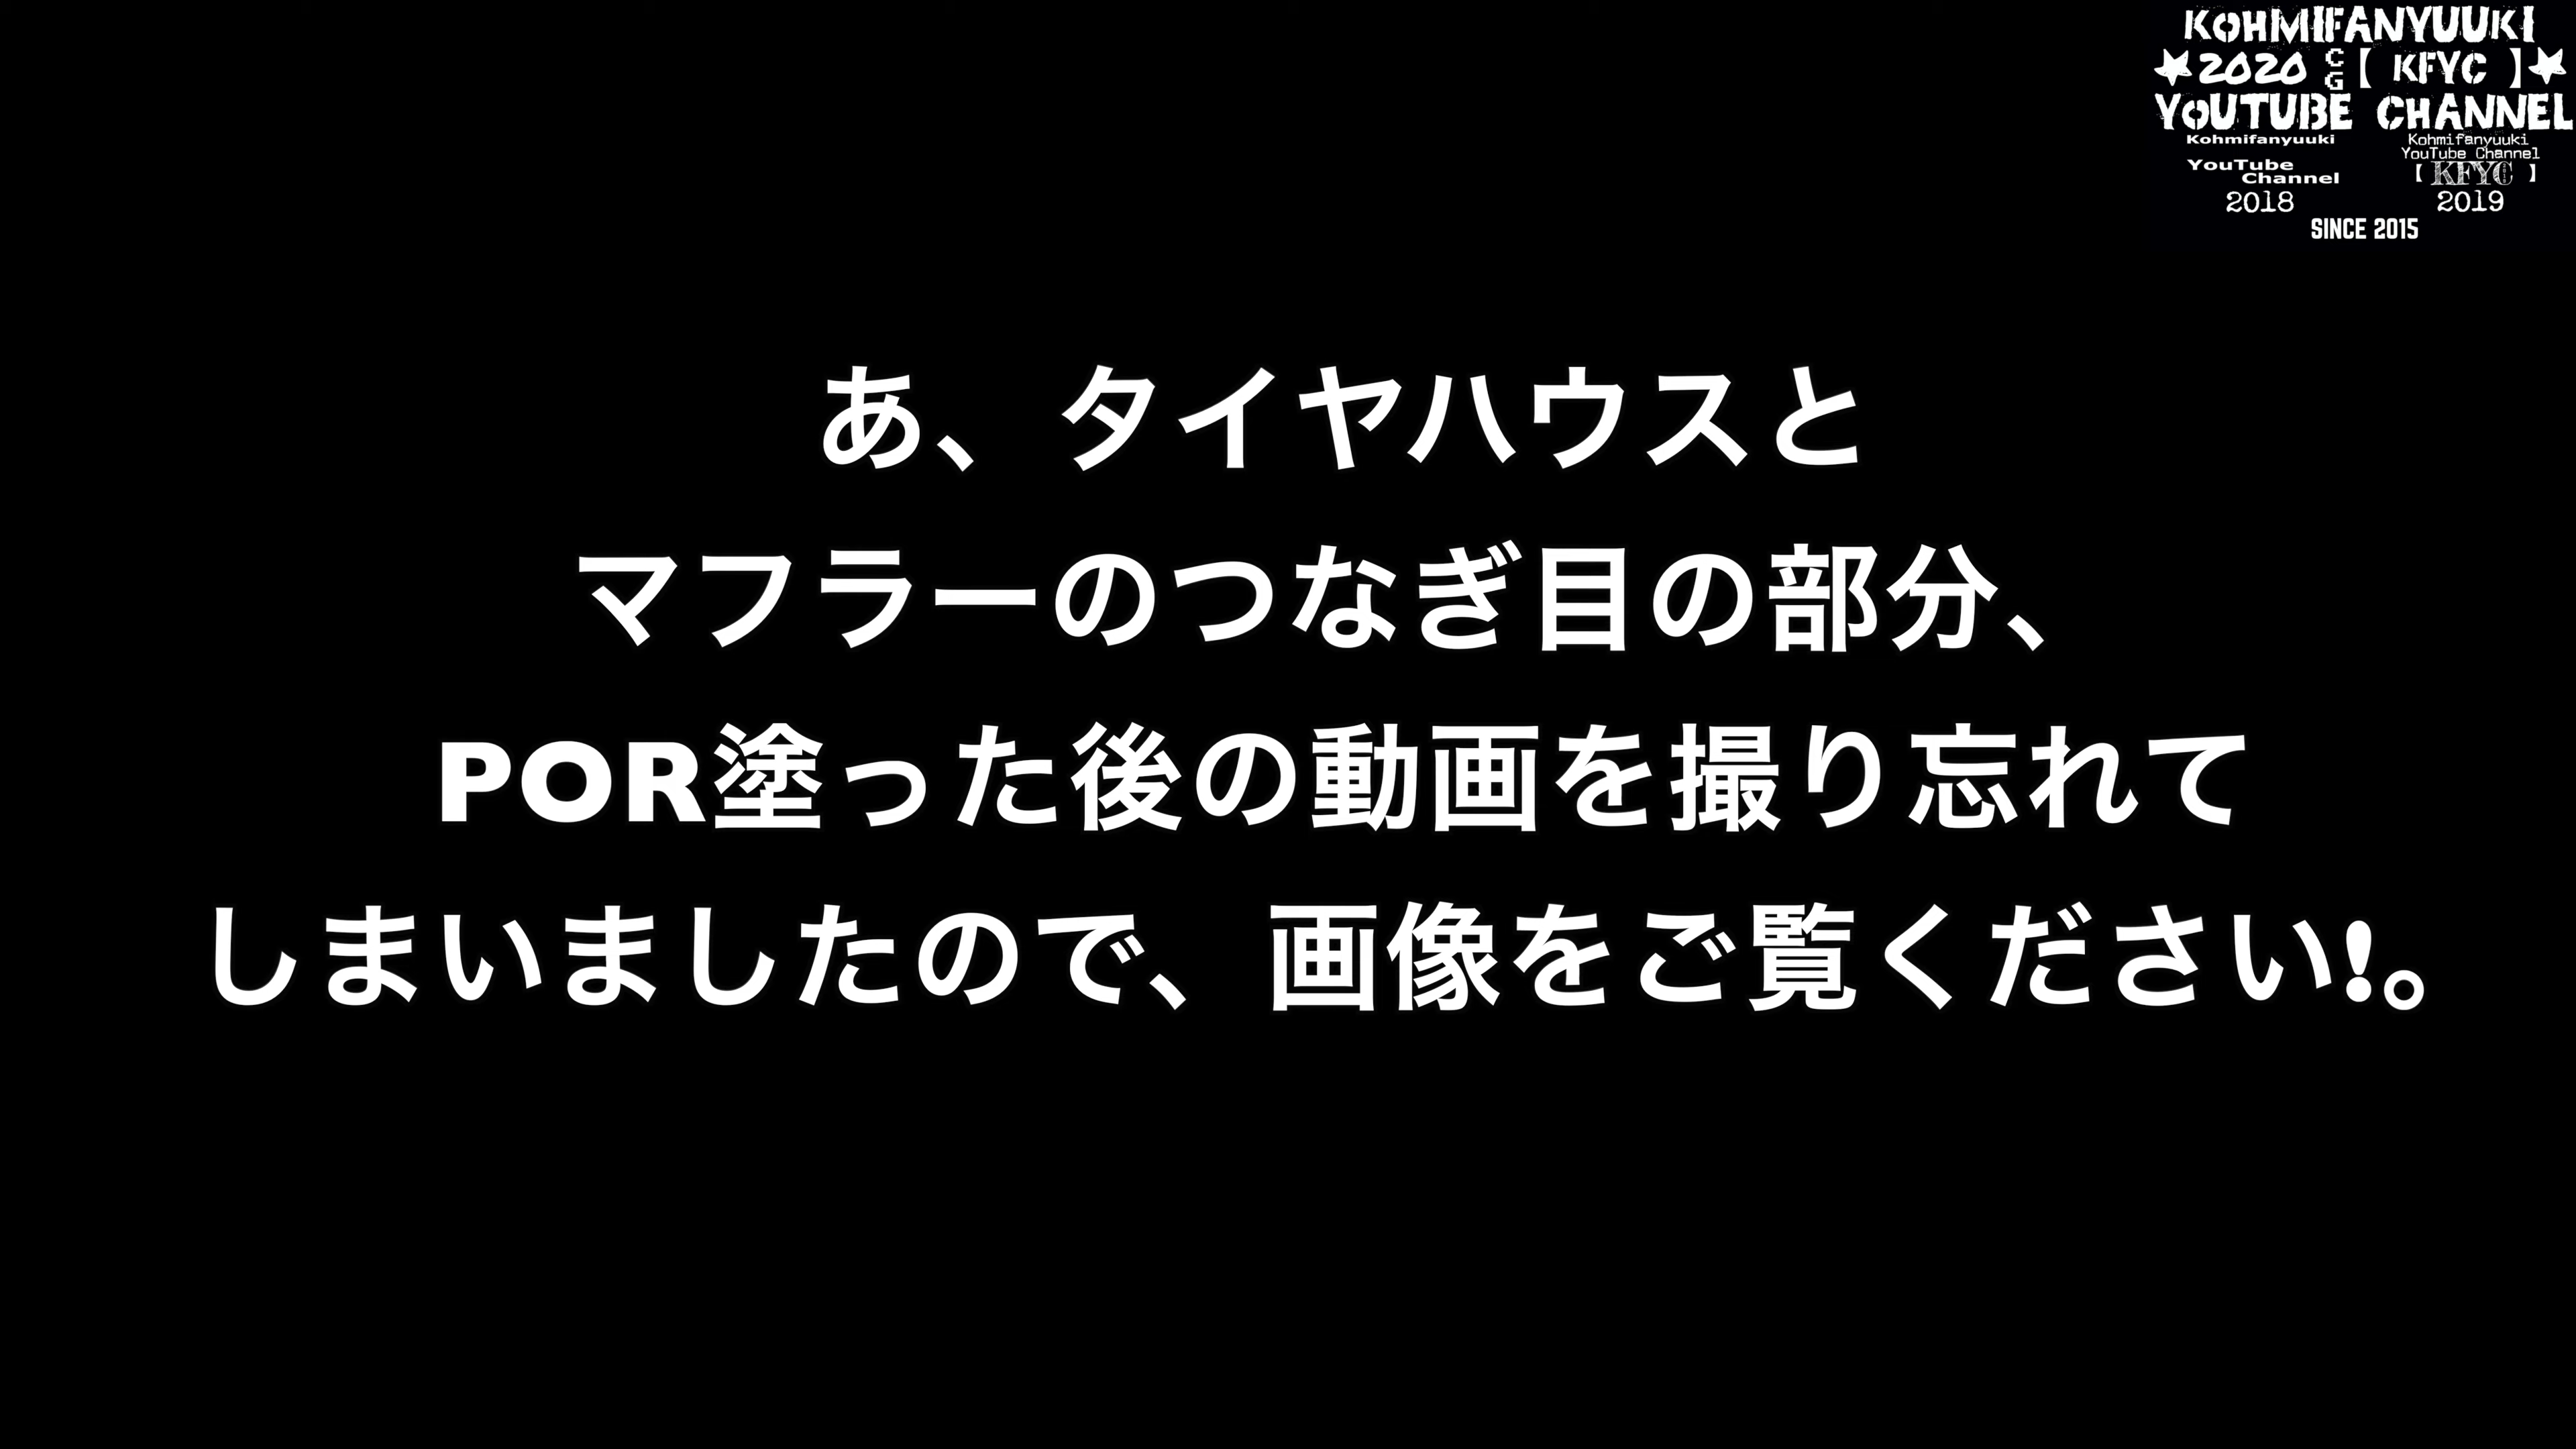 KOHMIFANYUUKI
★2020 CG【 KFYC 】★
YOUTUBE CHANNEL
Kohmifanyuuki
YouTube
Channel
2018
Kohmifanyuuki
YouTube Channel
【 KFYC 】
2019
SINCE 2015
あ、タイヤハウスと
マフラーのつなぎ目の部分、
POR塗った後の動画を撮り忘れて
しまいましたので、画像をご覧ください!。